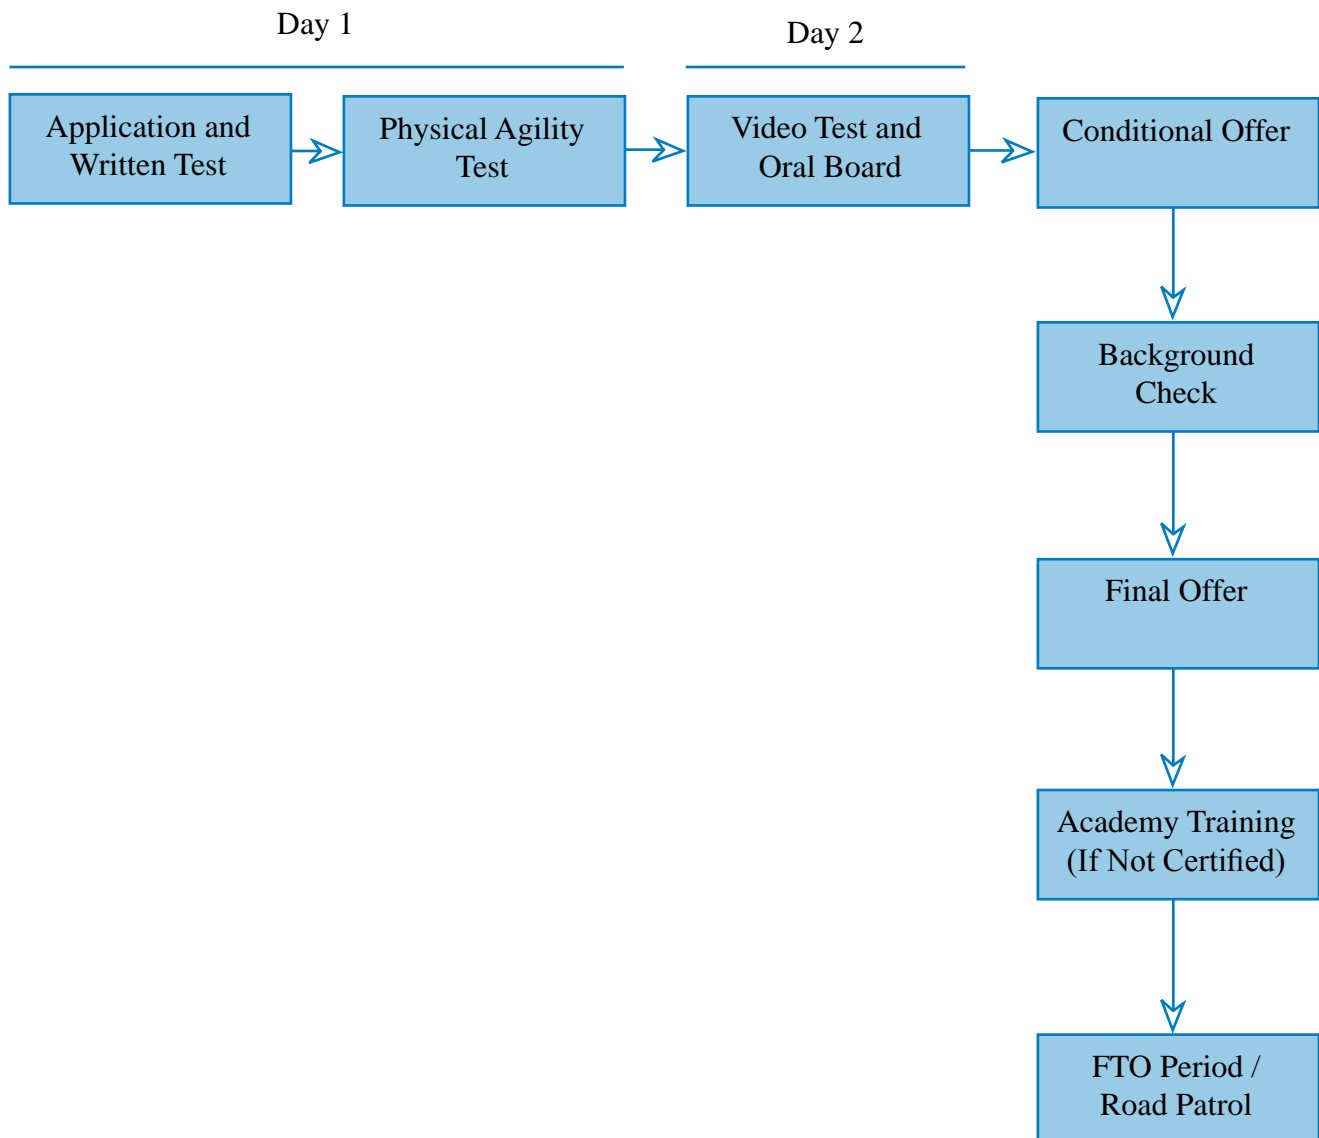 Day 1
Day 2
Application and
Written Test
Physical Agility
Test
Video Test and
Oral Board
Conditional Offer
Background
Check
Final Offer
Academy Training
(If Not Certified)
FTO Period /
Road Patrol